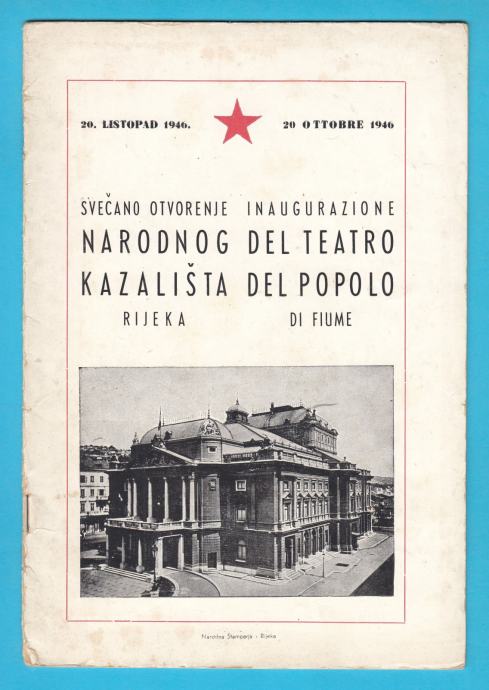 20. LISTOPAD 1946.
20 OTTOBRE 1946
SVEČANO OTVORENJE
NARODNOG
KAZALIŠTA
RIJEKA
INAUGURAZIONE
DEL TEATRO
DEL POPOLO
DI FIUME
Narodna Štamparija - Rijeka